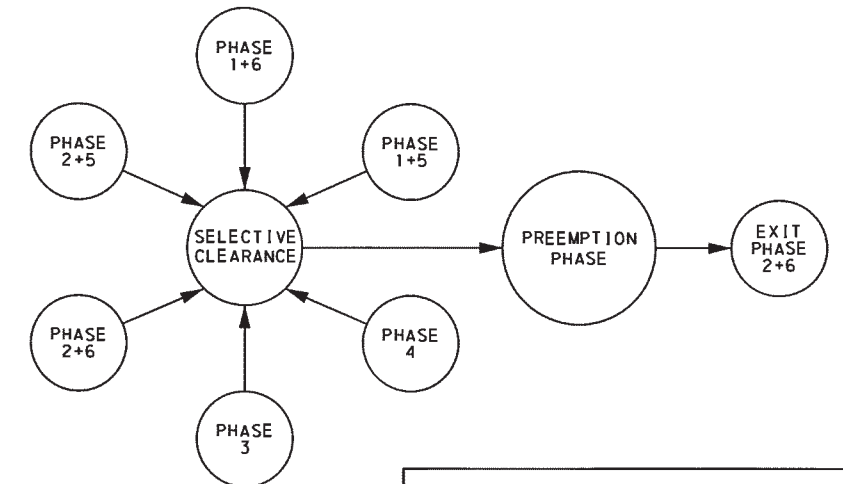 PHASE
1+6
PHASE
2+5
PHASE
1+5
SELECTIVE
CLEARANCE
PREEMPTION
PHASE
EXIT
PHASE
2+6
PHASE
2+6
PHASE
4
PHASE
3